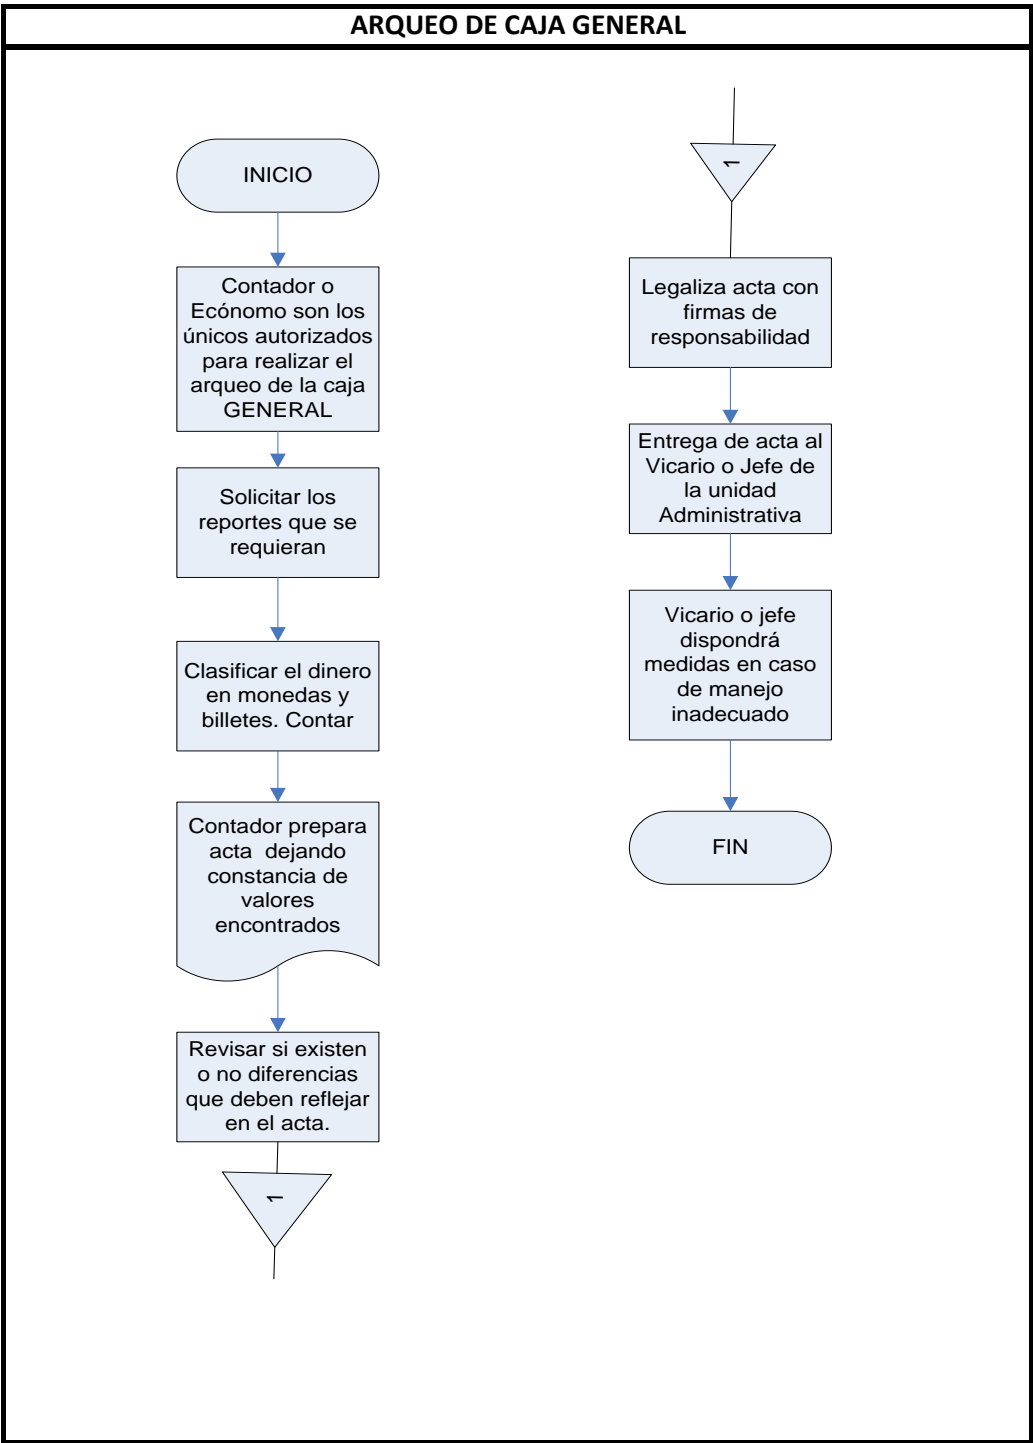 ARQUEO DE CAJA GENERAL
INICIO
Contador o
Ecónomo son los
únicos autorizados
para realizar el
arqueo de la caja
GENERAL
Solicitar los
reportes que se
requieran
Clasificar el dinero
en monedas y
billetes. Contar
Contador prepara
acta dejando
constancia de
valores
encontrados
Revisar si existen
o no diferencias
que deben reflejar
en el acta.
1
1
Legaliza acta con
firmas de
responsabilidad
Entrega de acta al
Vicario o Jefe de
la unidad
Administrativa
Vicario o jefe
dispondrá
medidas en caso
de manejo
inadecuado
FIN